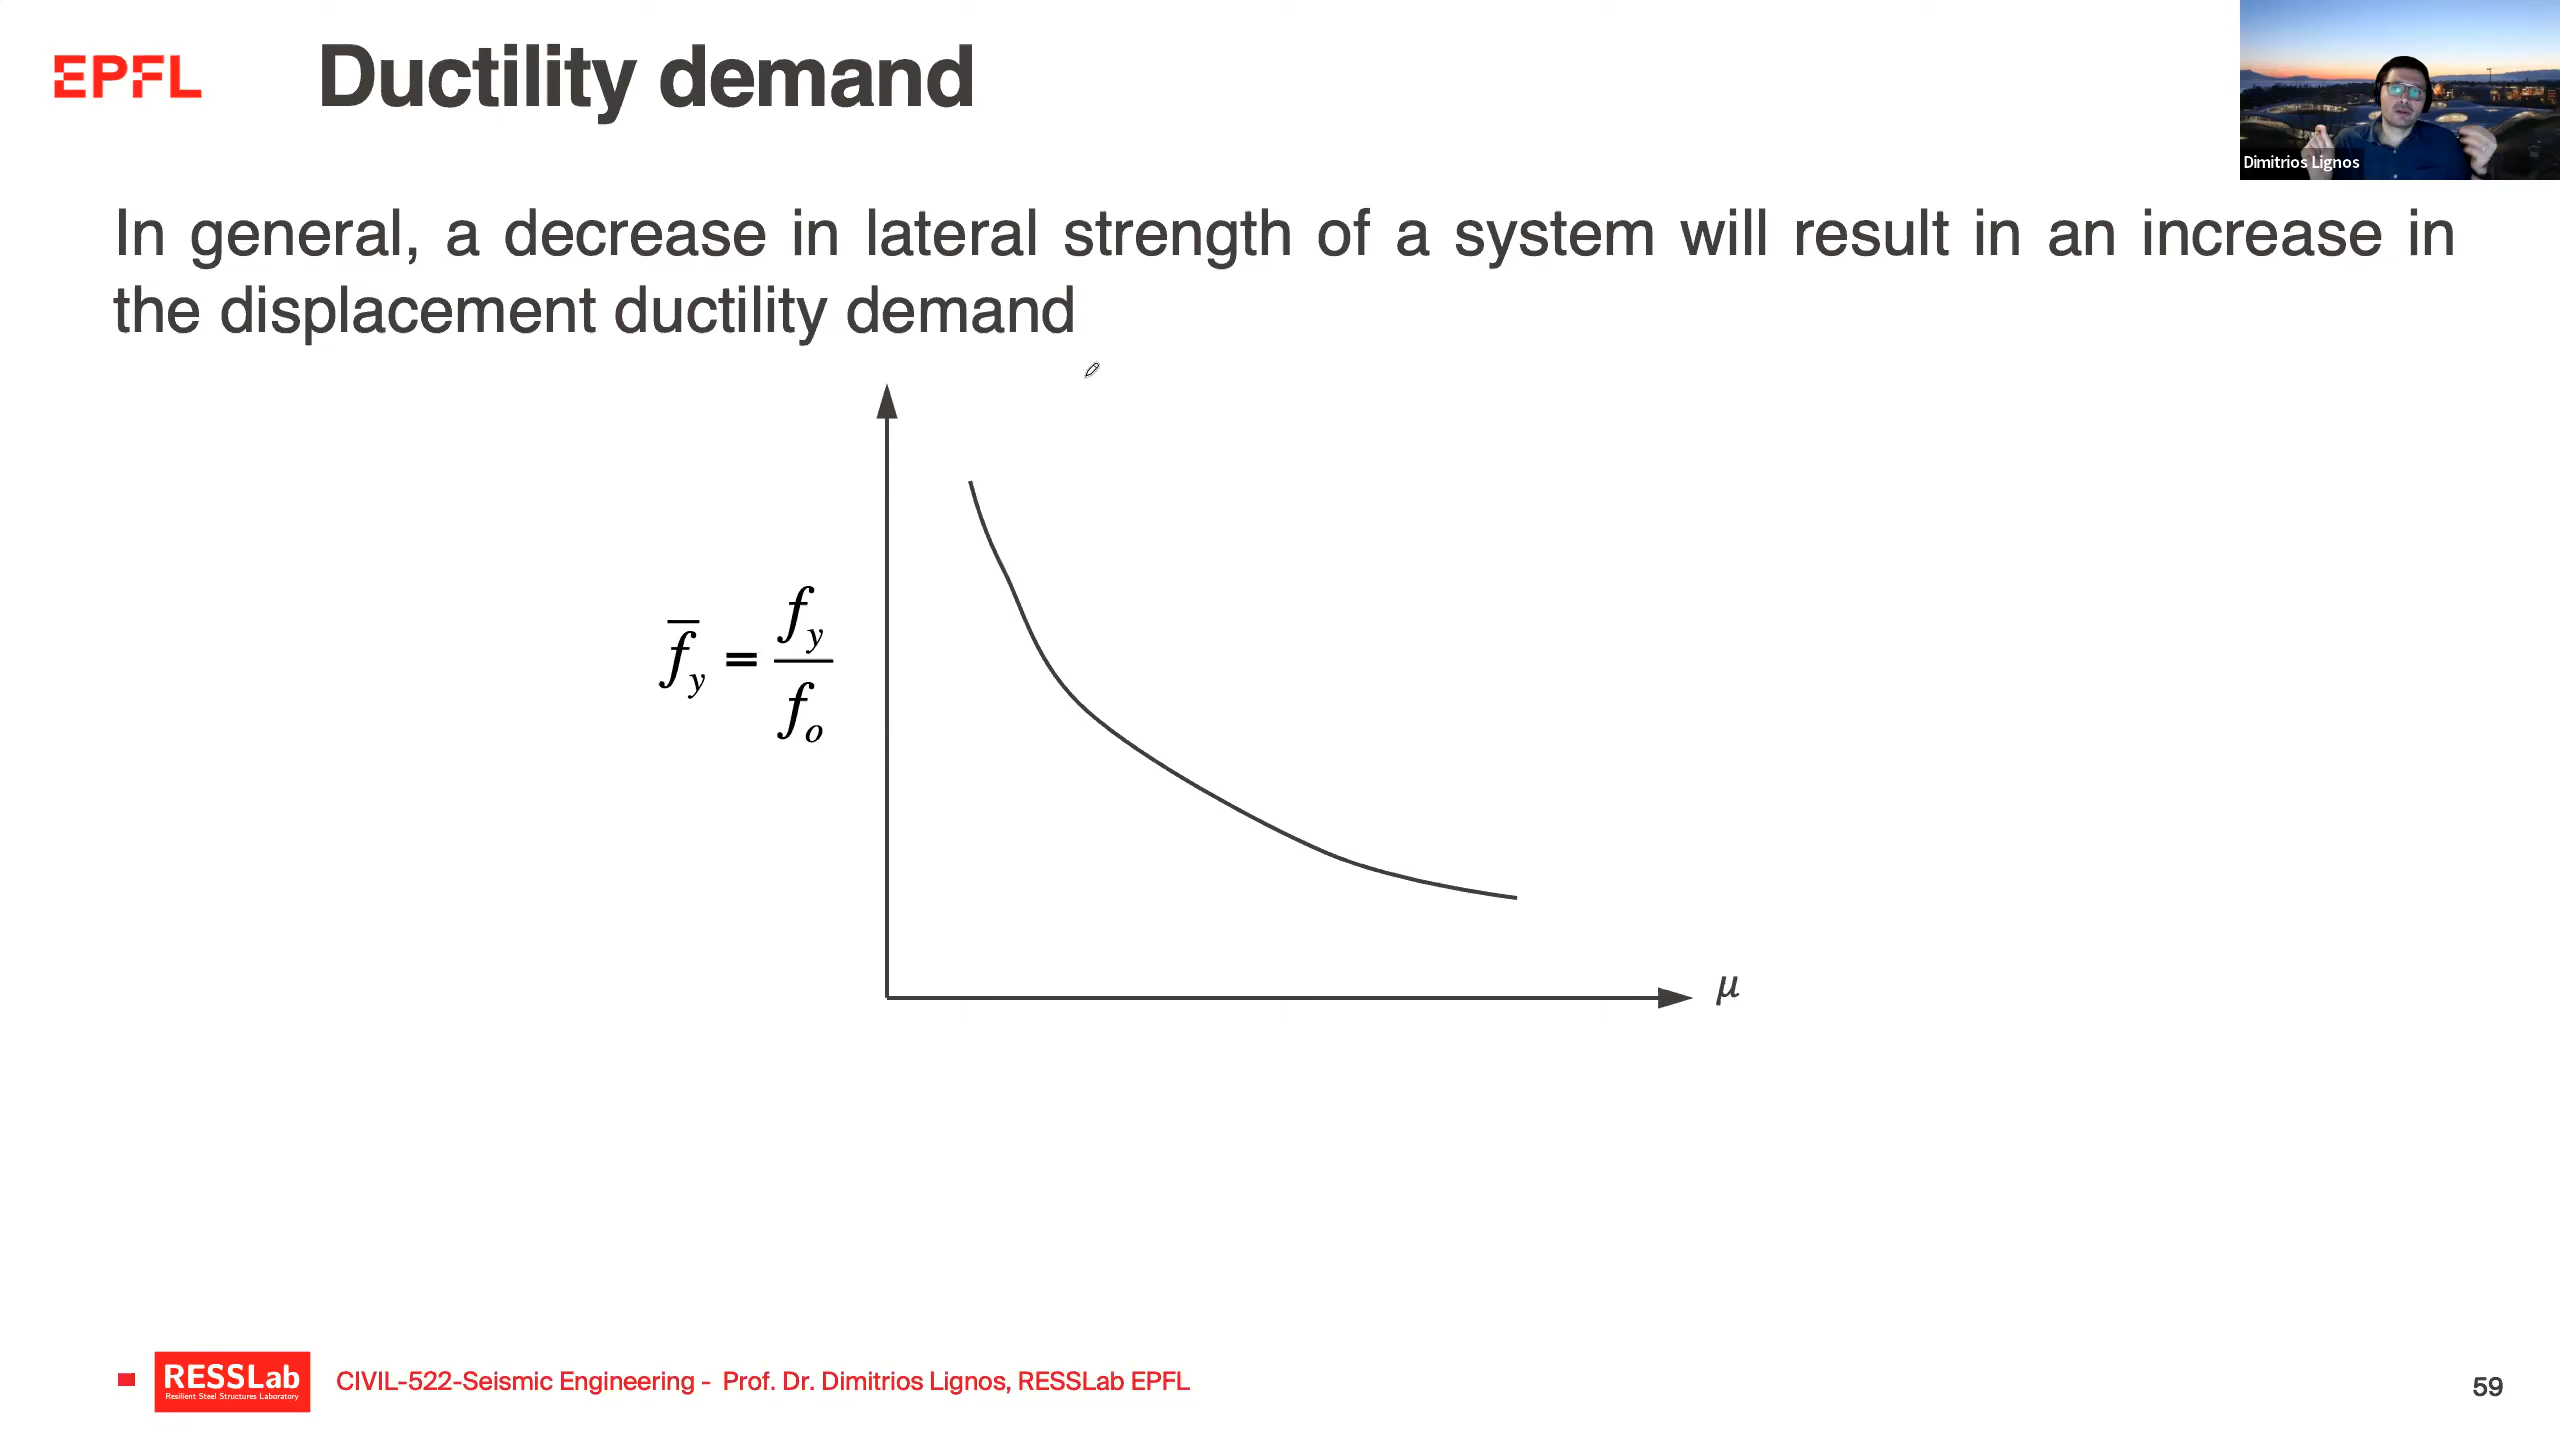 EPFL
Ductility demand
Dimitrios Lignos
In general, a decrease in lateral strength of a system will result in an increase in
the displacement ductility demand
f̅_y = f_y / f_o
μ
RESSLab
Resilient Steel Structures Laboratory
CIVIL-522-Seismic Engineering - Prof. Dr. Dimitrios Lignos, RESSLab EPFL
59